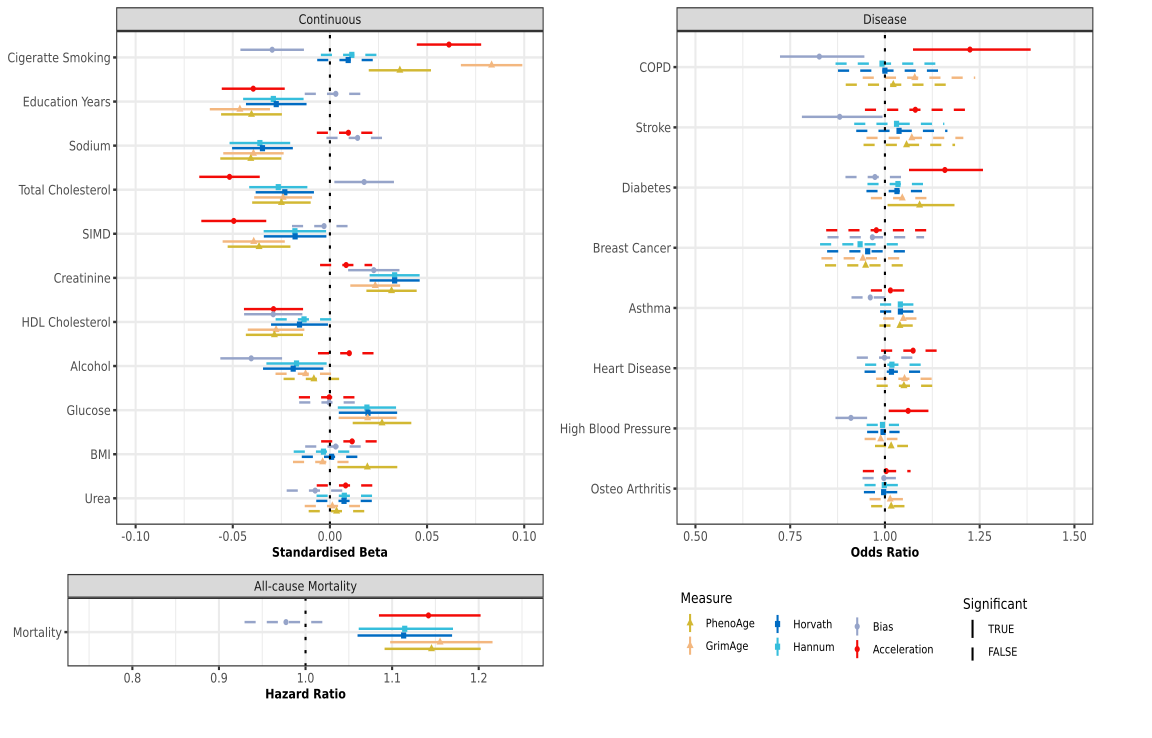 Continuous
Cigeratte Smoking
Education Years
Sodium
Total Cholesterol
SIMD
Creatinine
HDL Cholesterol
Alcohol
Glucose
BMI
Urea
-0.10 -0.05 0.00 0.05 0.10
Standardised Beta
Disease
COPD
Stroke
Diabetes
Breast Cancer
Asthma
Heart Disease
High Blood Pressure
Osteo Arthritis
0.50 0.75 1.00 1.25 1.50
Odds Ratio
All-cause Mortality
Mortality
0.8 0.9 1.0 1.1 1.2
Hazard Ratio
Measure
PhenoAge Horvath Bias
GrimAge Hannum Acceleration
Significant
TRUE
FALSE